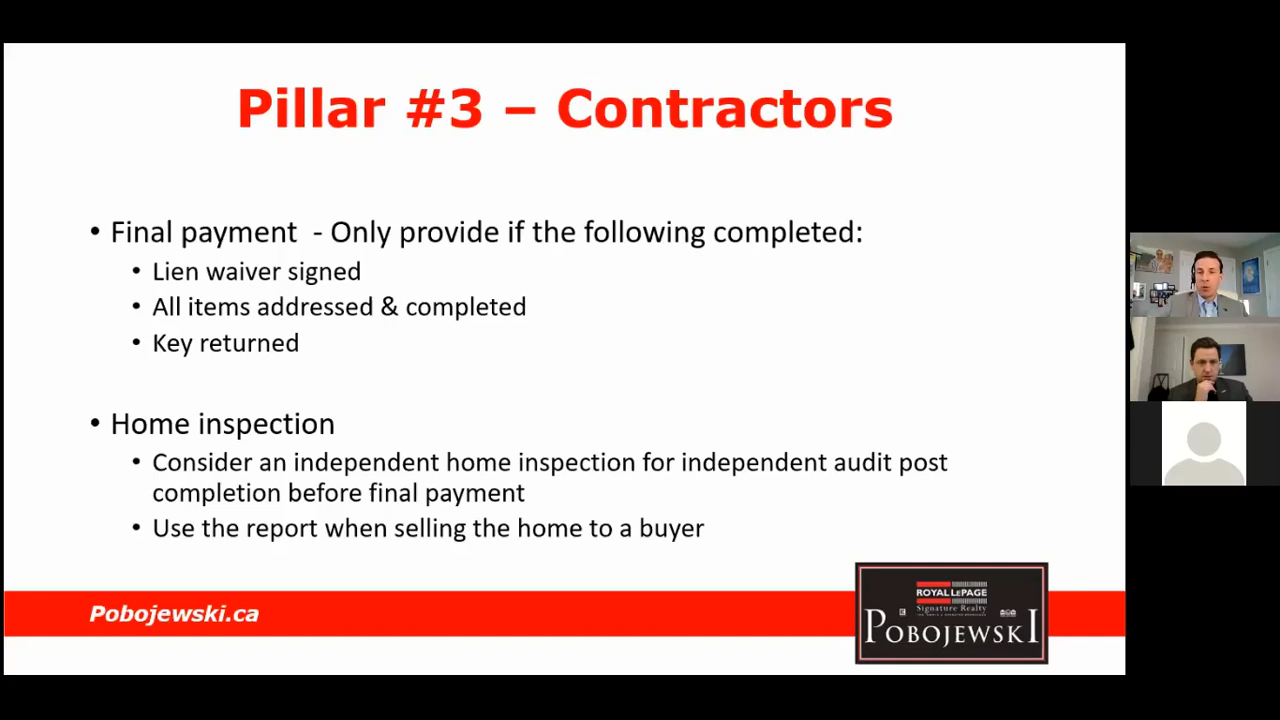 Pillar #3 – Contractors
• Final payment - Only provide if the following completed:
• Lien waiver signed
• All items addressed & completed
• Key returned
• Home inspection
• Consider an independent home inspection for independent audit post
completion before final payment
• Use the report when selling the home to a buyer
Pobojewski.ca
ROYAL LEPAGE
Signature Realty
POBOJEWSKI